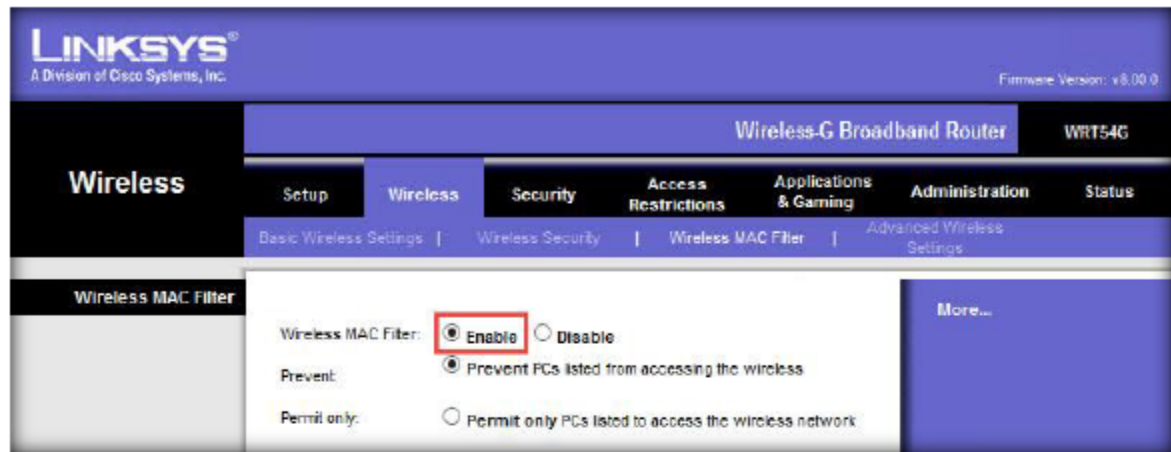 LINKSYS®
A Division of Cisco Systems, Inc.
Firmware Version: v8.00.0
Wireless-G Broadband Router WRT54G
Wireless
Setup Wireless Security Access Restrictions Applications & Gaming Administration Status
Basic Wireless Settings | Wireless Security | Wireless MAC Filter | Advanced Wireless Settings
Wireless MAC Filter
More...
Wireless MAC Filter: Enable Disable
Prevent: Prevent PCs listed from accessing the wireless
Permit only: Permit only PCs listed to access the wireless network